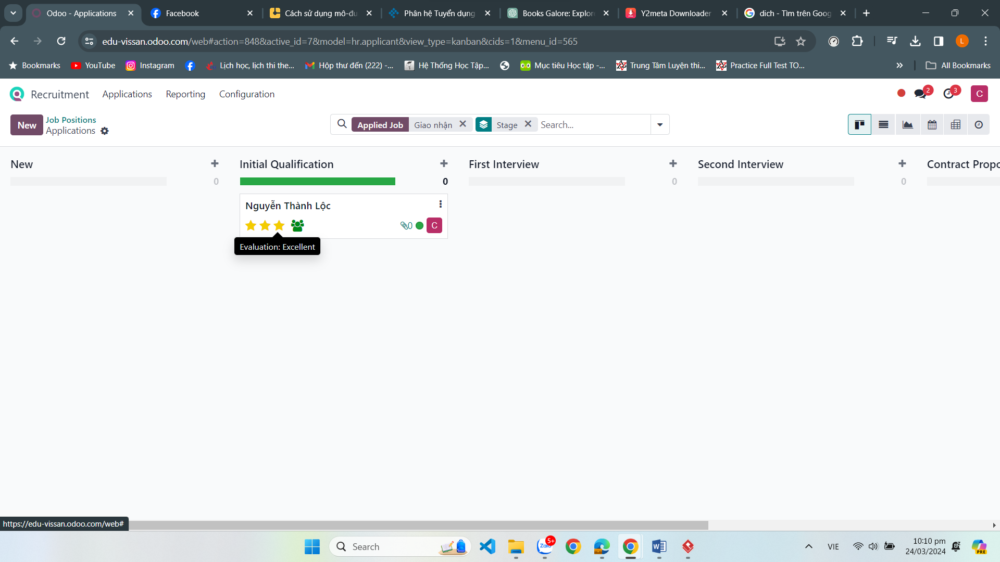 Odoo - Applications
Facebook
Cách sử dụng mô-đu
Phân hệ Tuyển dụng
Books Galore: Explor
Y2meta Downloader
dich - Tìm trên Goog
edu-vissan.odoo.com/web#action=848&active_id=7&model=hr.applicant&view_type=kanban&cids=1&menu_id=565
L
Bookmarks
YouTube
Instagram
Lịch học, lịch thi the...
Hộp thư đến (222) -...
Hệ Thống Học Tập...
Mục tiêu Học tập -...
Trung Tâm Luyện thi...
Practice Full Test TO...
All Bookmarks
Recruitment Applications Reporting Configuration
2
3
C
New
Job Positions
Applications
Applied Job Giao nhận
Stage
Search...
New
0
Initial Qualification
0
First Interview
0
Second Interview
0
Contract Propo
Nguyễn Thành Lộc
0
C
Evaluation: Excellent
https://edu-vissan.odoo.com/web#
Search
Zalo
5+
W
VIE
10:10 pm
24/03/2024
PRE